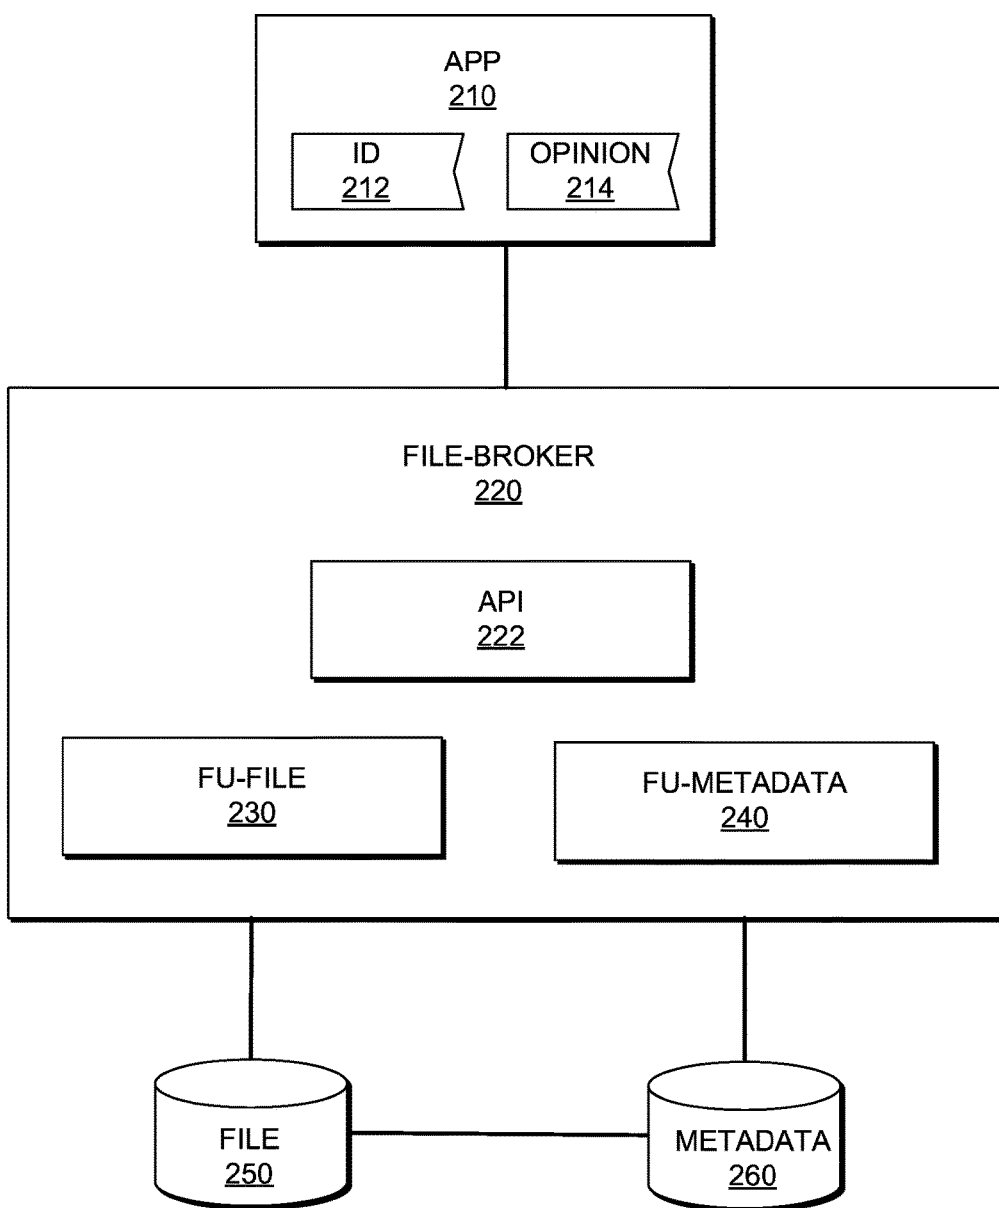 APP
210
ID
212
OPINION
214
FILE-BROKER
220
API
222
FU-FILE
230
FU-METADATA
240
FILE
250
METADATA
260